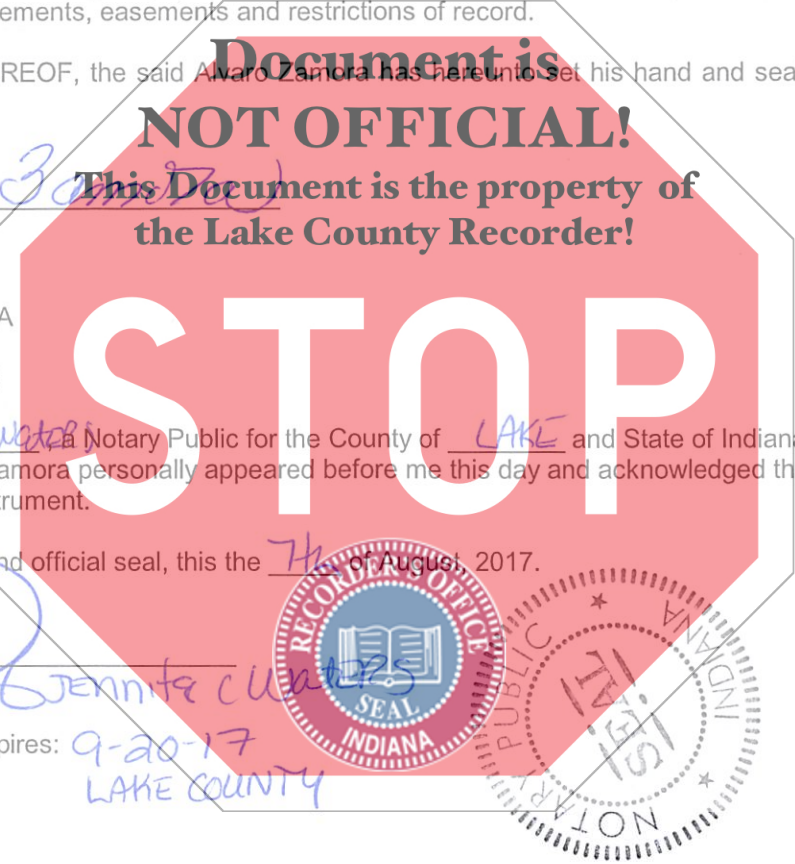 ements, easements and restrictions of record.
REOF, the said Alvaro Zamora has hereunto set his hand and sea
Document is
NOT OFFICIAL!
This Document is the property of
the Lake County Recorder!
STOP
A
Waters, a Notary Public for the County of LAKE and State of Indiana
amora personally appeared before me this day and acknowledged th
trument.
nd official seal, this the 7th of August, 2017.
RECORDER'S OFFICE
SEAL
INDIANA
Jennifer C Waters
pires: 9-20-17
LAKE COUNTY
NOTARY PUBLIC
INDIANA
SEAL